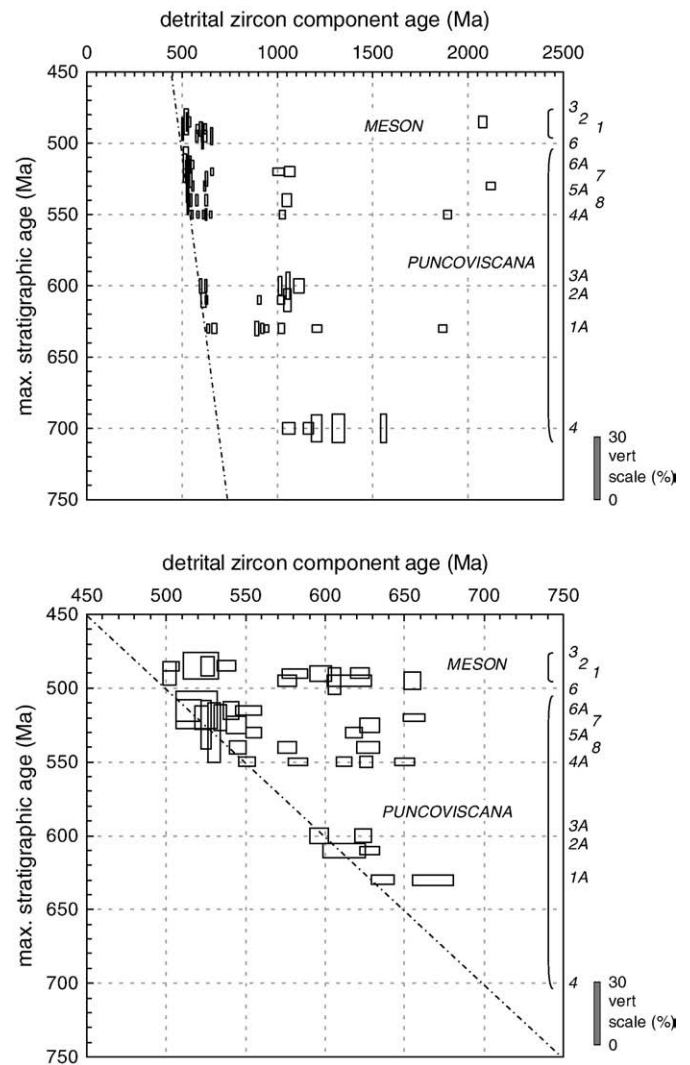 detrital zircon component age (Ma)
0 500 1000 1500 2000 2500
450
500
550
600
650
700
750
max. stratigraphic age (Ma)
MESON
PUNCOVISCANA
3
2 1
6
6A 7
5A 8
4A
3A
2A
1A
4
30
vert
scale (%)
0
detrital zircon component age (Ma)
450 500 550 600 650 700 750
450
500
550
600
650
700
750
max. stratigraphic age (Ma)
MESON
PUNCOVISCANA
3
2 1
6
6A 7
5A 8
4A
3A
2A
1A
4
30
vert
scale (%)
0